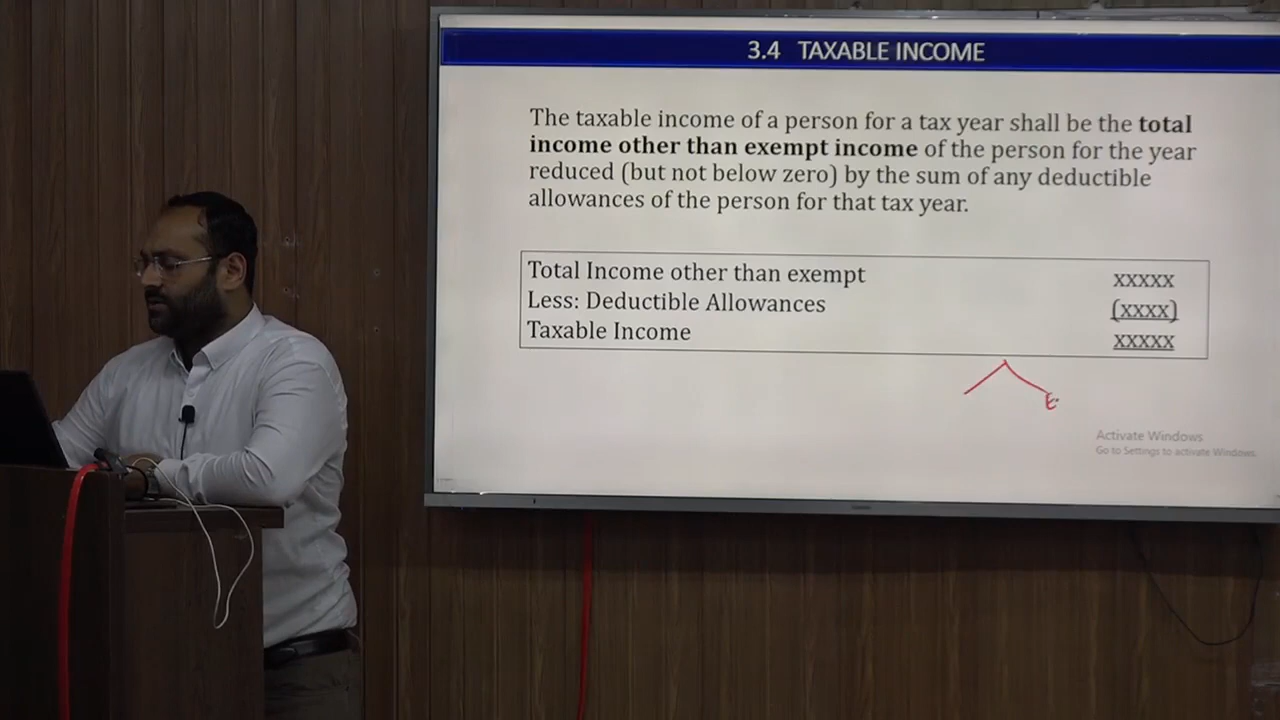 3.4 TAXABLE INCOME
The taxable income of a person for a tax year shall be the total
income other than exempt income of the person for the year
reduced (but not below zero) by the sum of any deductible
allowances of the person for that tax year.
Total Income other than exempt XXXXX
Less: Deductible Allowances (XXXX)
Taxable Income XXXXX
Activate Windows
Go to Settings to activate Windows.